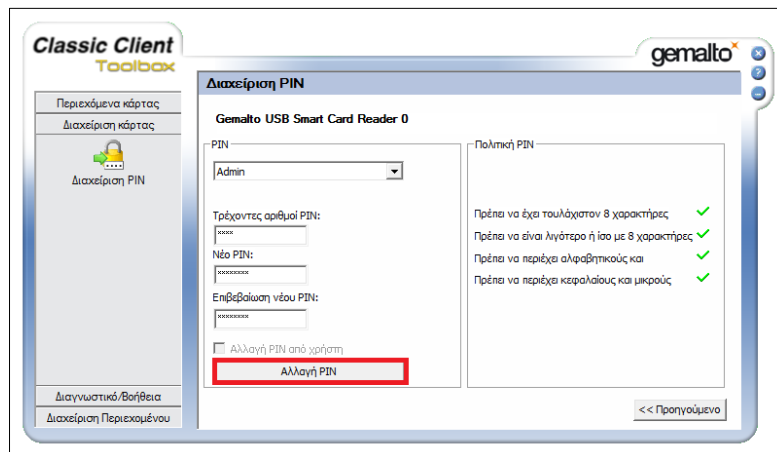 Classic Client
Toolbox
gemalto
Διαχείριση PIN
Περιεχόμενα κάρτας
Διαχείριση κάρτας
Διαχείριση PIN
Gemalto USB Smart Card Reader 0
PIN
Admin
Τρέχοντες αριθμοί PIN:
××××
Νέο PIN:
××××××××
Επιβεβαίωση νέου PIN:
××××××××
Αλλαγή PIN από χρήστη
Αλλαγή PIN
Πολιτική PIN
Πρέπει να έχει τουλάχιστον 8 χαρακτήρες
Πρέπει να είναι λιγότερο ή ίσο με 8 χαρακτήρες
Πρέπει να περιέχει αλφαβητικούς και
Πρέπει να περιέχει κεφαλαίους και μικρούς
Διαγνωστικό/Βοήθεια
Διαχείριση Περιεχομένου
<< Προηγούμενο